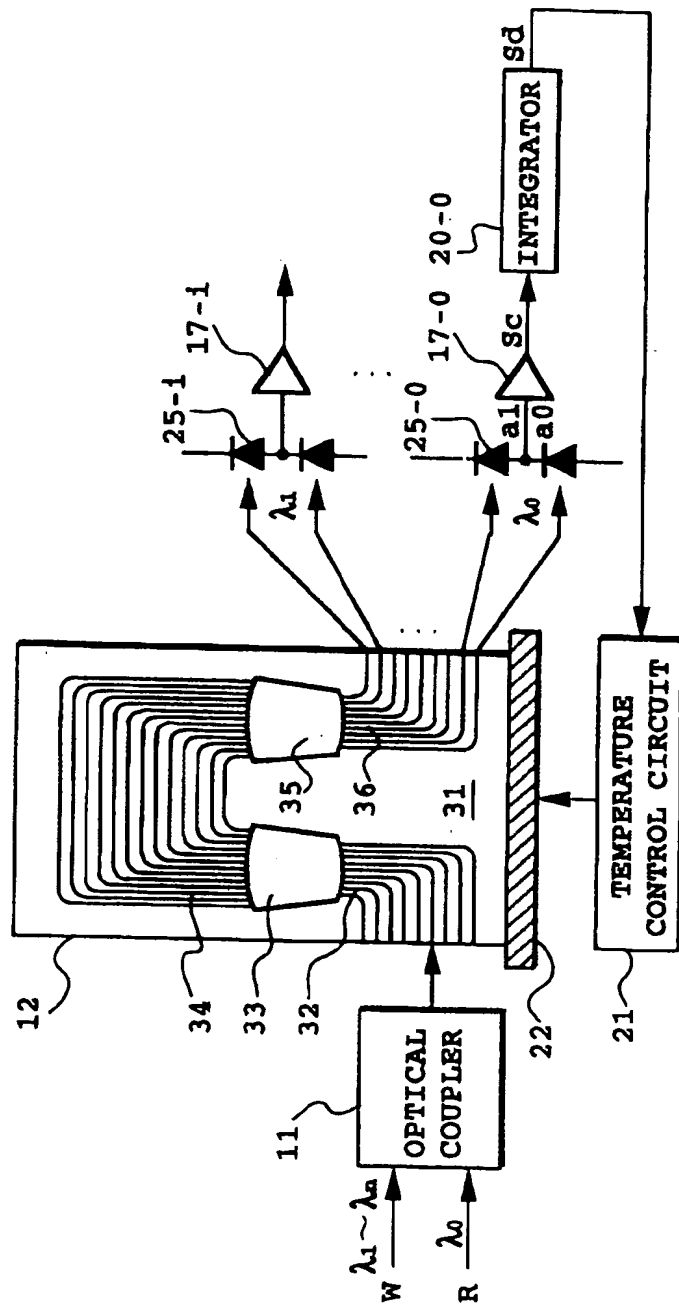 12
34
33
32
35
36
31
11
OPTICAL
COUPLER
W
λ1～λn
R
λ0
22
21
TEMPERATURE
CONTROL CIRCUIT
25-1
17-1
λ1
...
...
25-0
17-0
λ0
a1
a0
Sc
20-0
INTEGRATOR
Sd